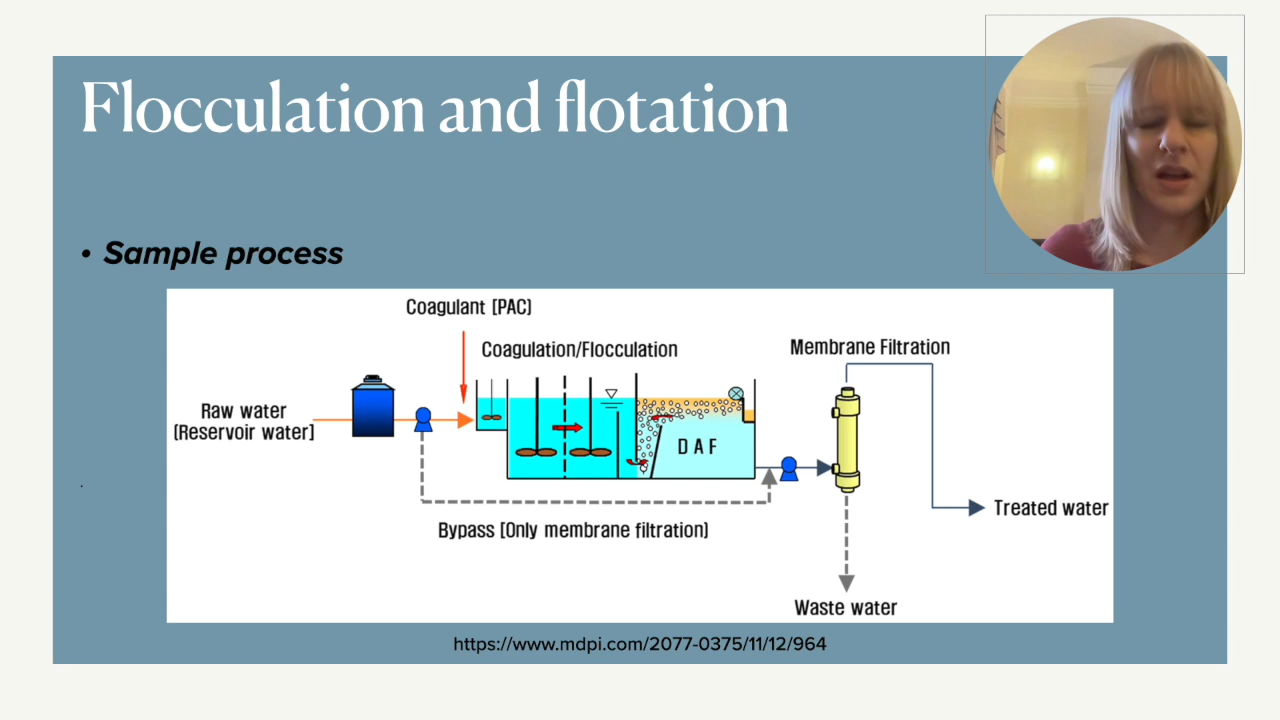 Flocculation and flotation
• Sample process
Coagulant [PAC]
Coagulation/Flocculation
Membrane Filtration
Raw water
[Reservoir water]
DAF
Bypass [Only membrane filtration]
Treated water
Waste water
https://www.mdpi.com/2077-0375/11/12/964